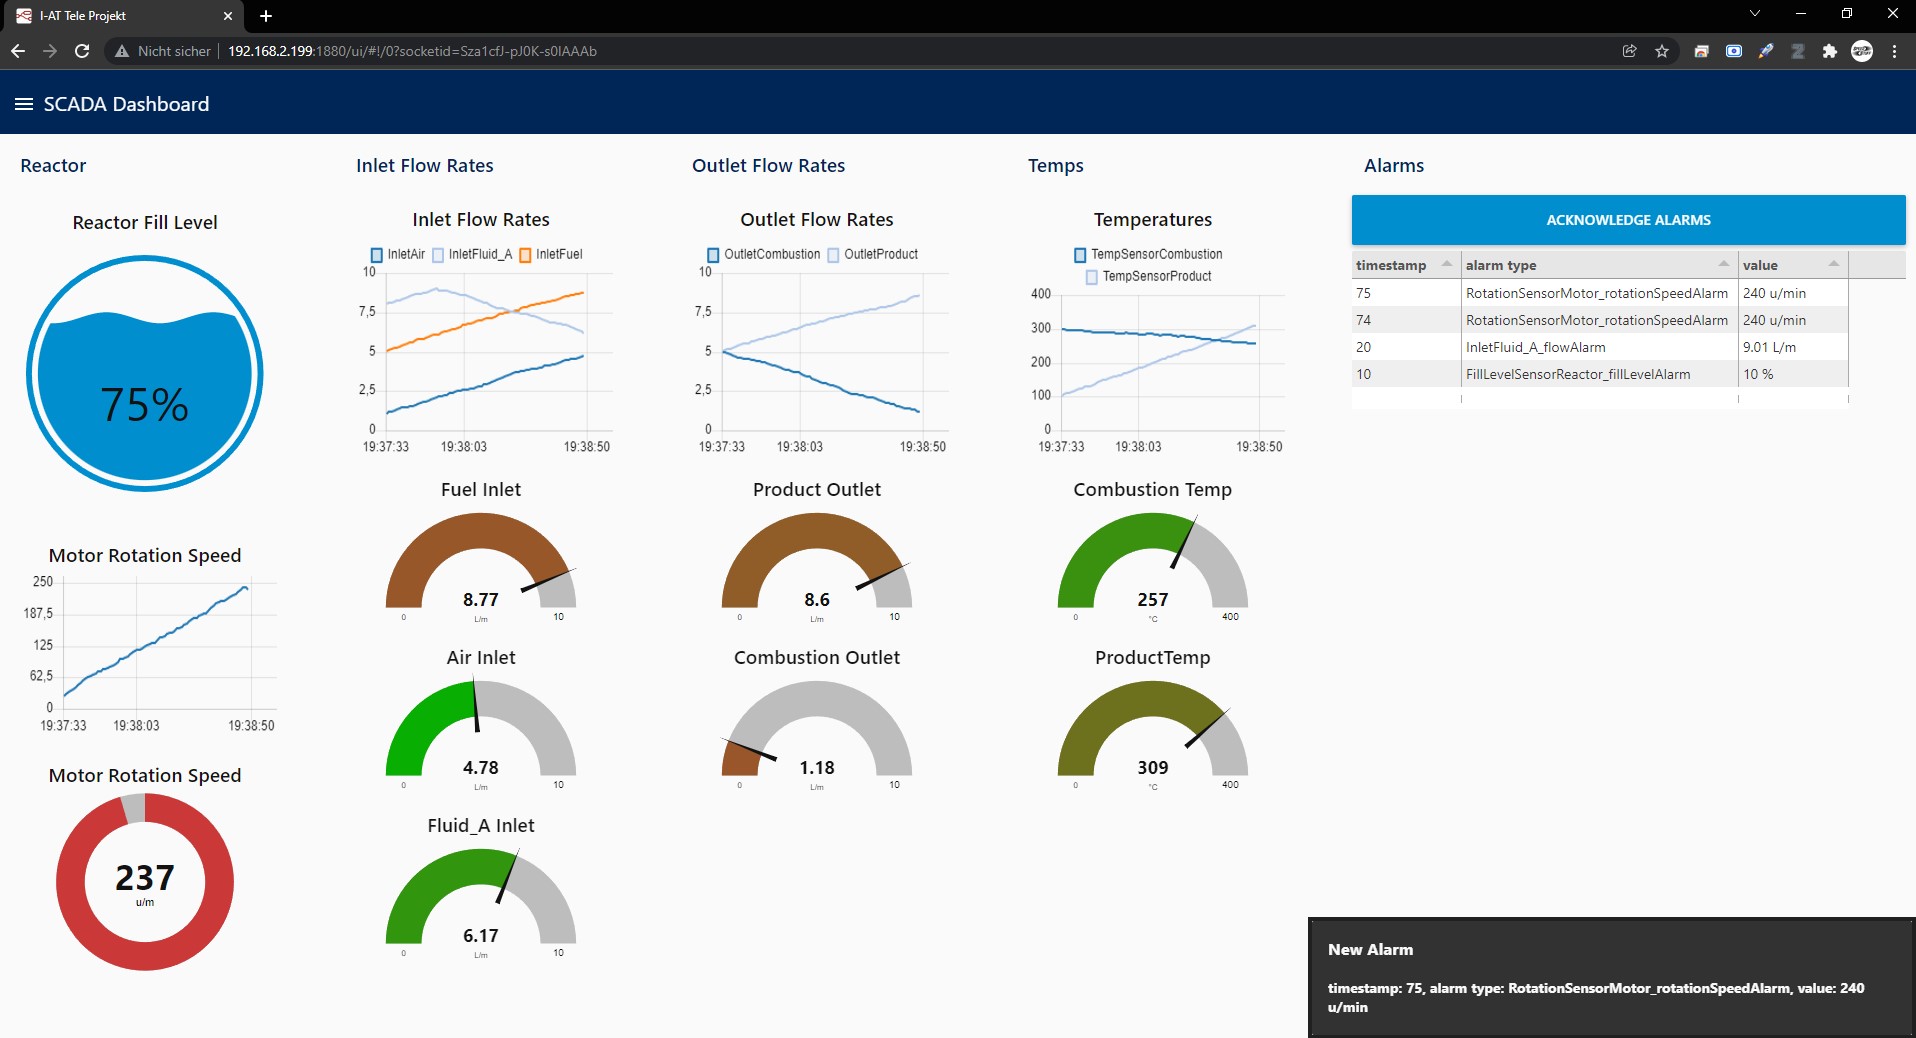 I-AT Tele Projekt
Nicht sicher 192.168.2.199:1880/ui/#!/0?socketid=Sza1cfJ-pJ0K-s0lAAAb
SCADA Dashboard
Reactor
Reactor Fill Level
75%
Motor Rotation Speed
250
187,5
125
62,5
0
19:37:33 19:38:03 19:38:50
Motor Rotation Speed
237
u/m
Inlet Flow Rates
Inlet Flow Rates
InletAir InletFluid_A InletFuel
10
7,5
5
2,5
0
19:37:33 19:38:03 19:38:50
Fuel Inlet
8.77
0 L/m 10
Air Inlet
4.78
0 L/m 10
Fluid_A Inlet
6.17
0 L/m 10
Outlet Flow Rates
Outlet Flow Rates
OutletCombustion OutletProduct
10
7,5
5
2,5
0
19:37:33 19:38:03 19:38:50
Product Outlet
8.6
0 L/m 10
Combustion Outlet
1.18
0 L/m 10
Temps
Temperatures
TempSensorCombustion
TempSensorProduct
400
300
200
100
0
19:37:33 19:38:03 19:38:50
Combustion Temp
257
0 °C 400
ProductTemp
309
0 °C 400
Alarms
ACKNOWLEDGE ALARMS
timestamp alarm type value
75 RotationSensorMotor_rotationSpeedAlarm 240 u/min
74 RotationSensorMotor_rotationSpeedAlarm 240 u/min
20 InletFluid_A_flowAlarm 9.01 L/m
10 FillLevelSensorReactor_fillLevelAlarm 10 %
New Alarm
timestamp: 75, alarm type: RotationSensorMotor_rotationSpeedAlarm, value: 240
u/min